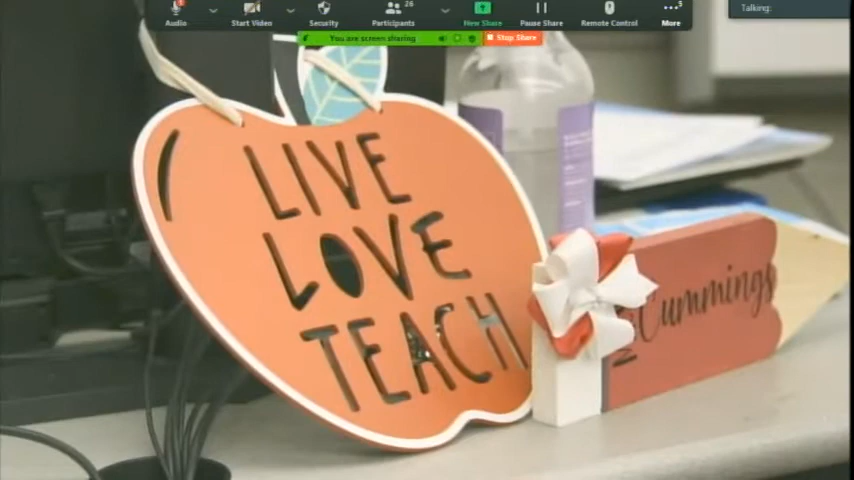 Audio
Start Video
Security
Participants
26
New Share
Pause Share
Remote Control
More
Talking:
You are screen sharing
Stop Share
LIVE
LOVE
TEACH
Cummings